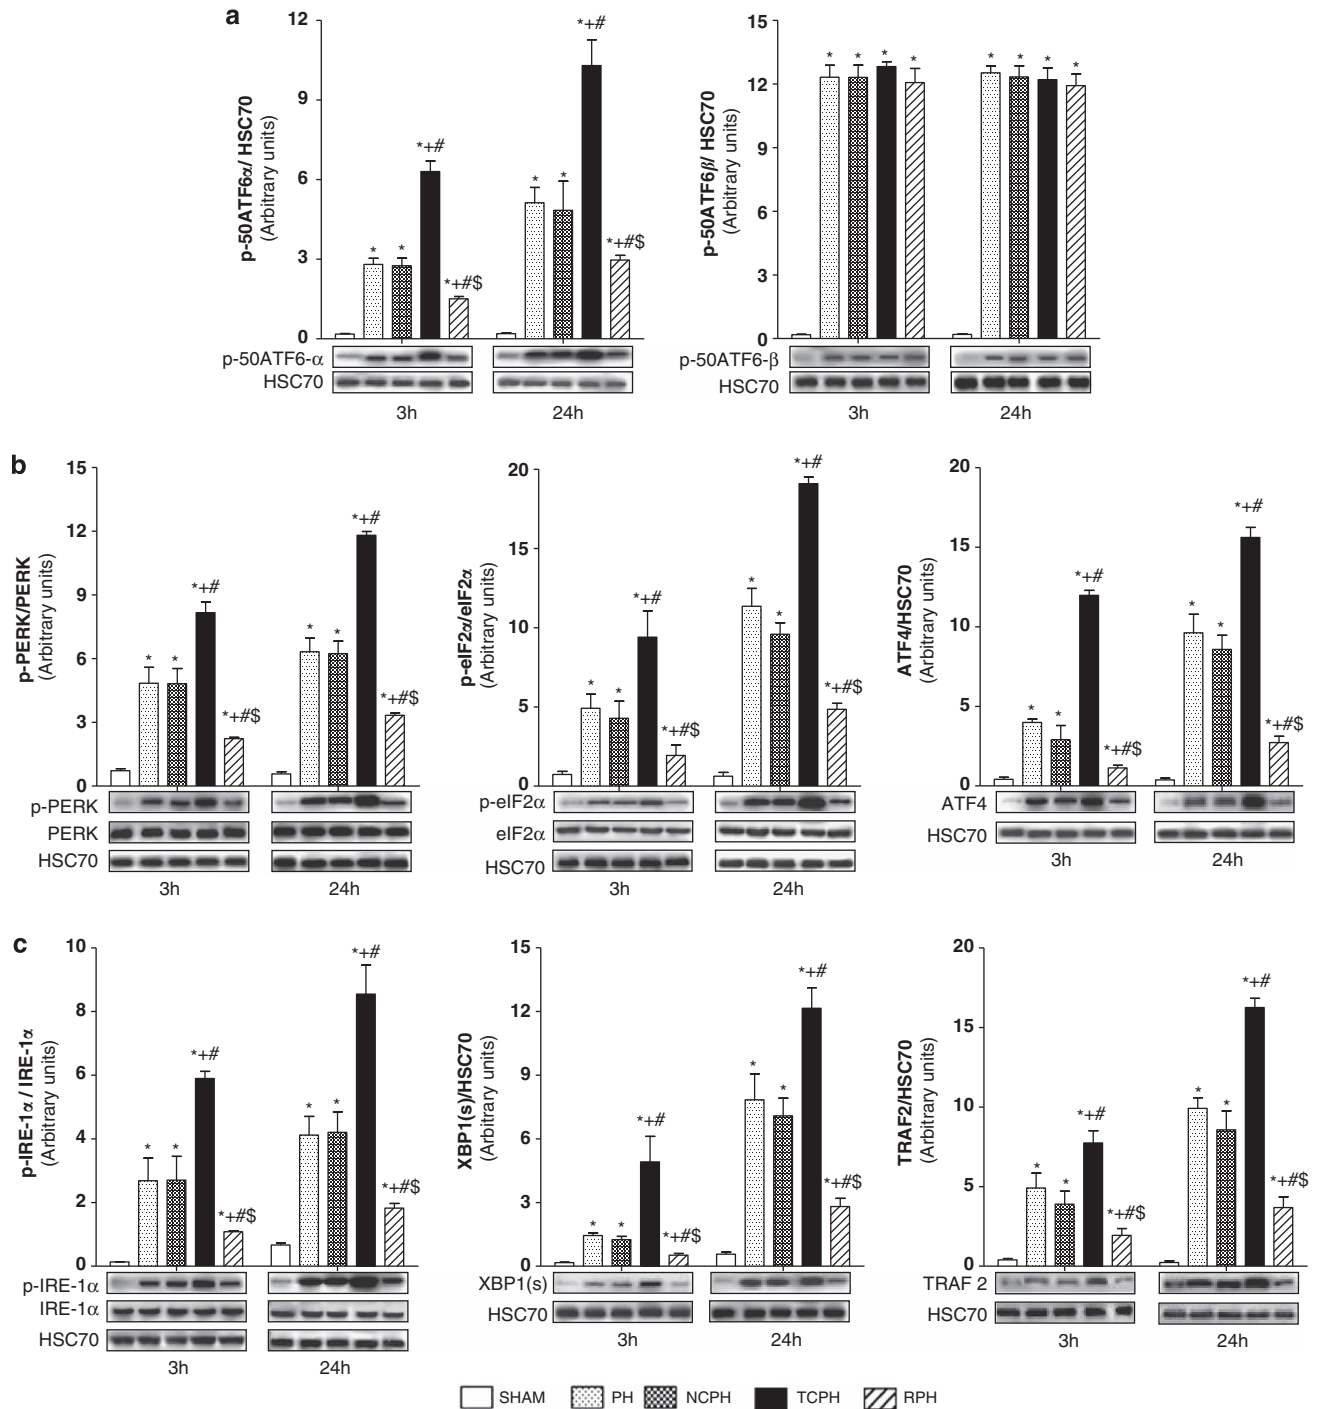 a
p-50ATF6α/ HSC70
(Arbitrary units)
12
9
6
3
0
* * *+# *+#$
* * *+# *+#$
p-50ATF6-α
HSC70
3h 24h
p-50ATF6β/ HSC70
(Arbitrary units)
15
12
9
6
3
0
* * * *
* * * *
p-50ATF6-β
HSC70
3h 24h
b
p-PERK/PERK
(Arbitrary units)
15
12
9
6
3
0
* * *+# *+#$
* * *+# *+#$
p-PERK
PERK
HSC70
3h 24h
p-eIF2α/eIF2α
(Arbitrary units)
20
15
10
5
0
* * *+# *+#$
* * *+# *+#$
p-eIF2α
eIF2α
HSC70
3h 24h
ATF4/HSC70
(Arbitrary units)
20
15
10
5
0
* * *+# *+#$
* * *+# *+#$
ATF4
HSC70
3h 24h
c
p-IRE-1α / IRE-1α
(Arbitrary units)
10
8
6
4
2
0
* * *+# *+#$
* * *+# *+#$
p-IRE-1α
IRE-1α
HSC70
3h 24h
XBP1(s)/HSC70
(Arbitrary units)
15
12
9
6
3
0
* * *+# *+#$
* * *+# *+#$
XBP1(s)
HSC70
3h 24h
TRAF2/HSC70
(Arbitrary units)
20
15
10
5
0
* * *+# *+#$
* * *+# *+#$
TRAF 2
HSC70
3h 24h
SHAM PH NCPH TCPH RPH